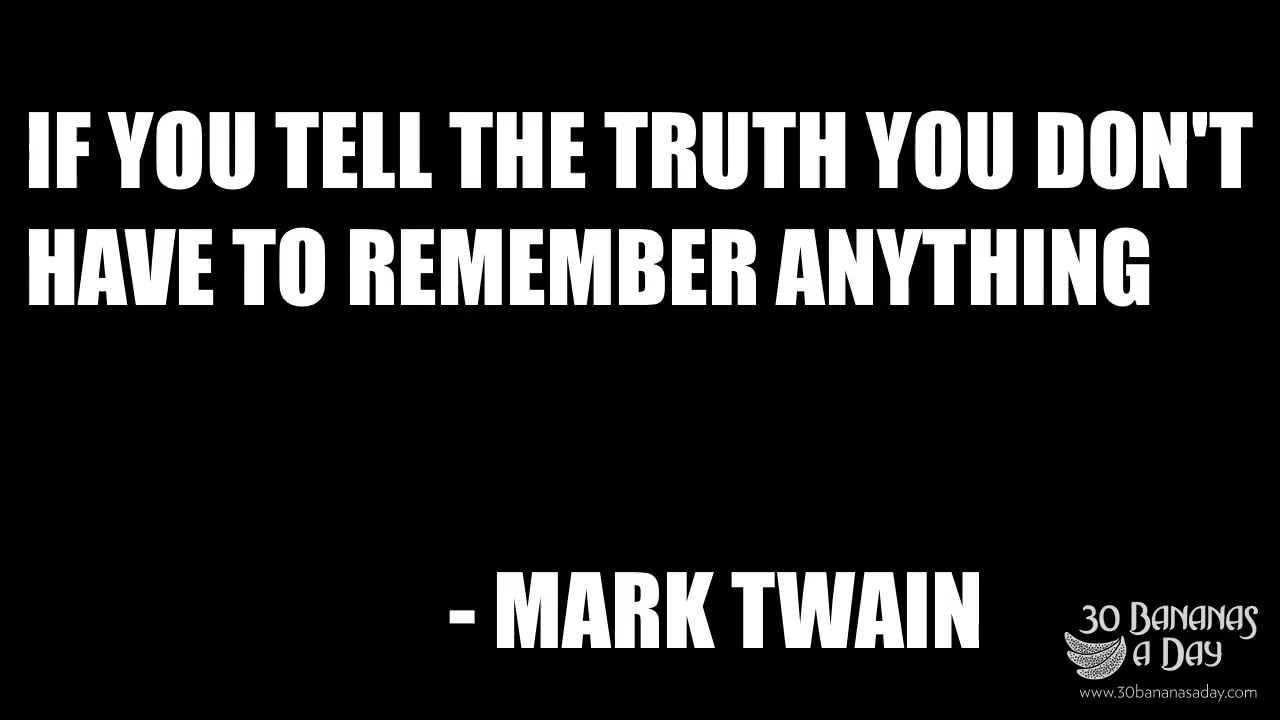 IF YOU TELL THE TRUTH YOU DON'T
HAVE TO REMEMBER ANYTHING
- MARK TWAIN
30 BANANAS
A DAY
www.30bananasaday.com